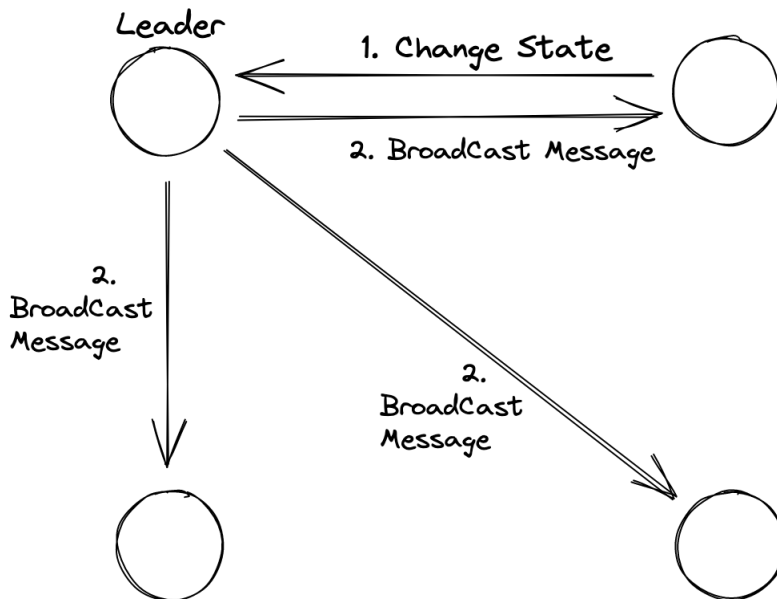 Leader
1. Change State
2. BroadCast Message
2.
BroadCast
Message
2.
BroadCast
Message